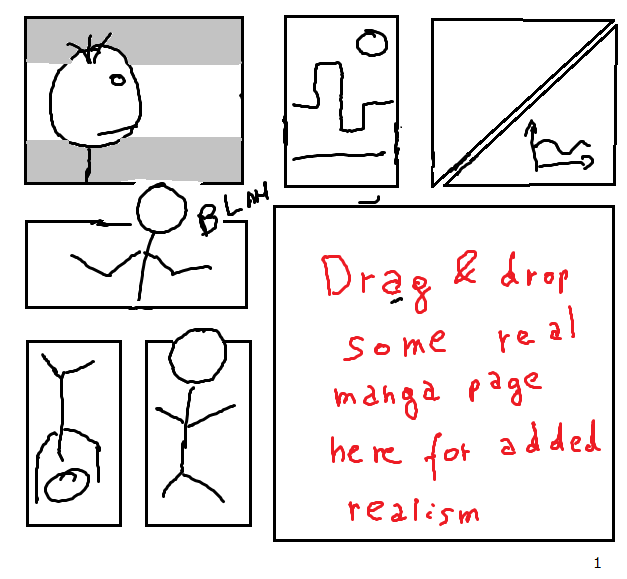 BLAH
Drag & drop
some real
manga page
here for added
realism
1